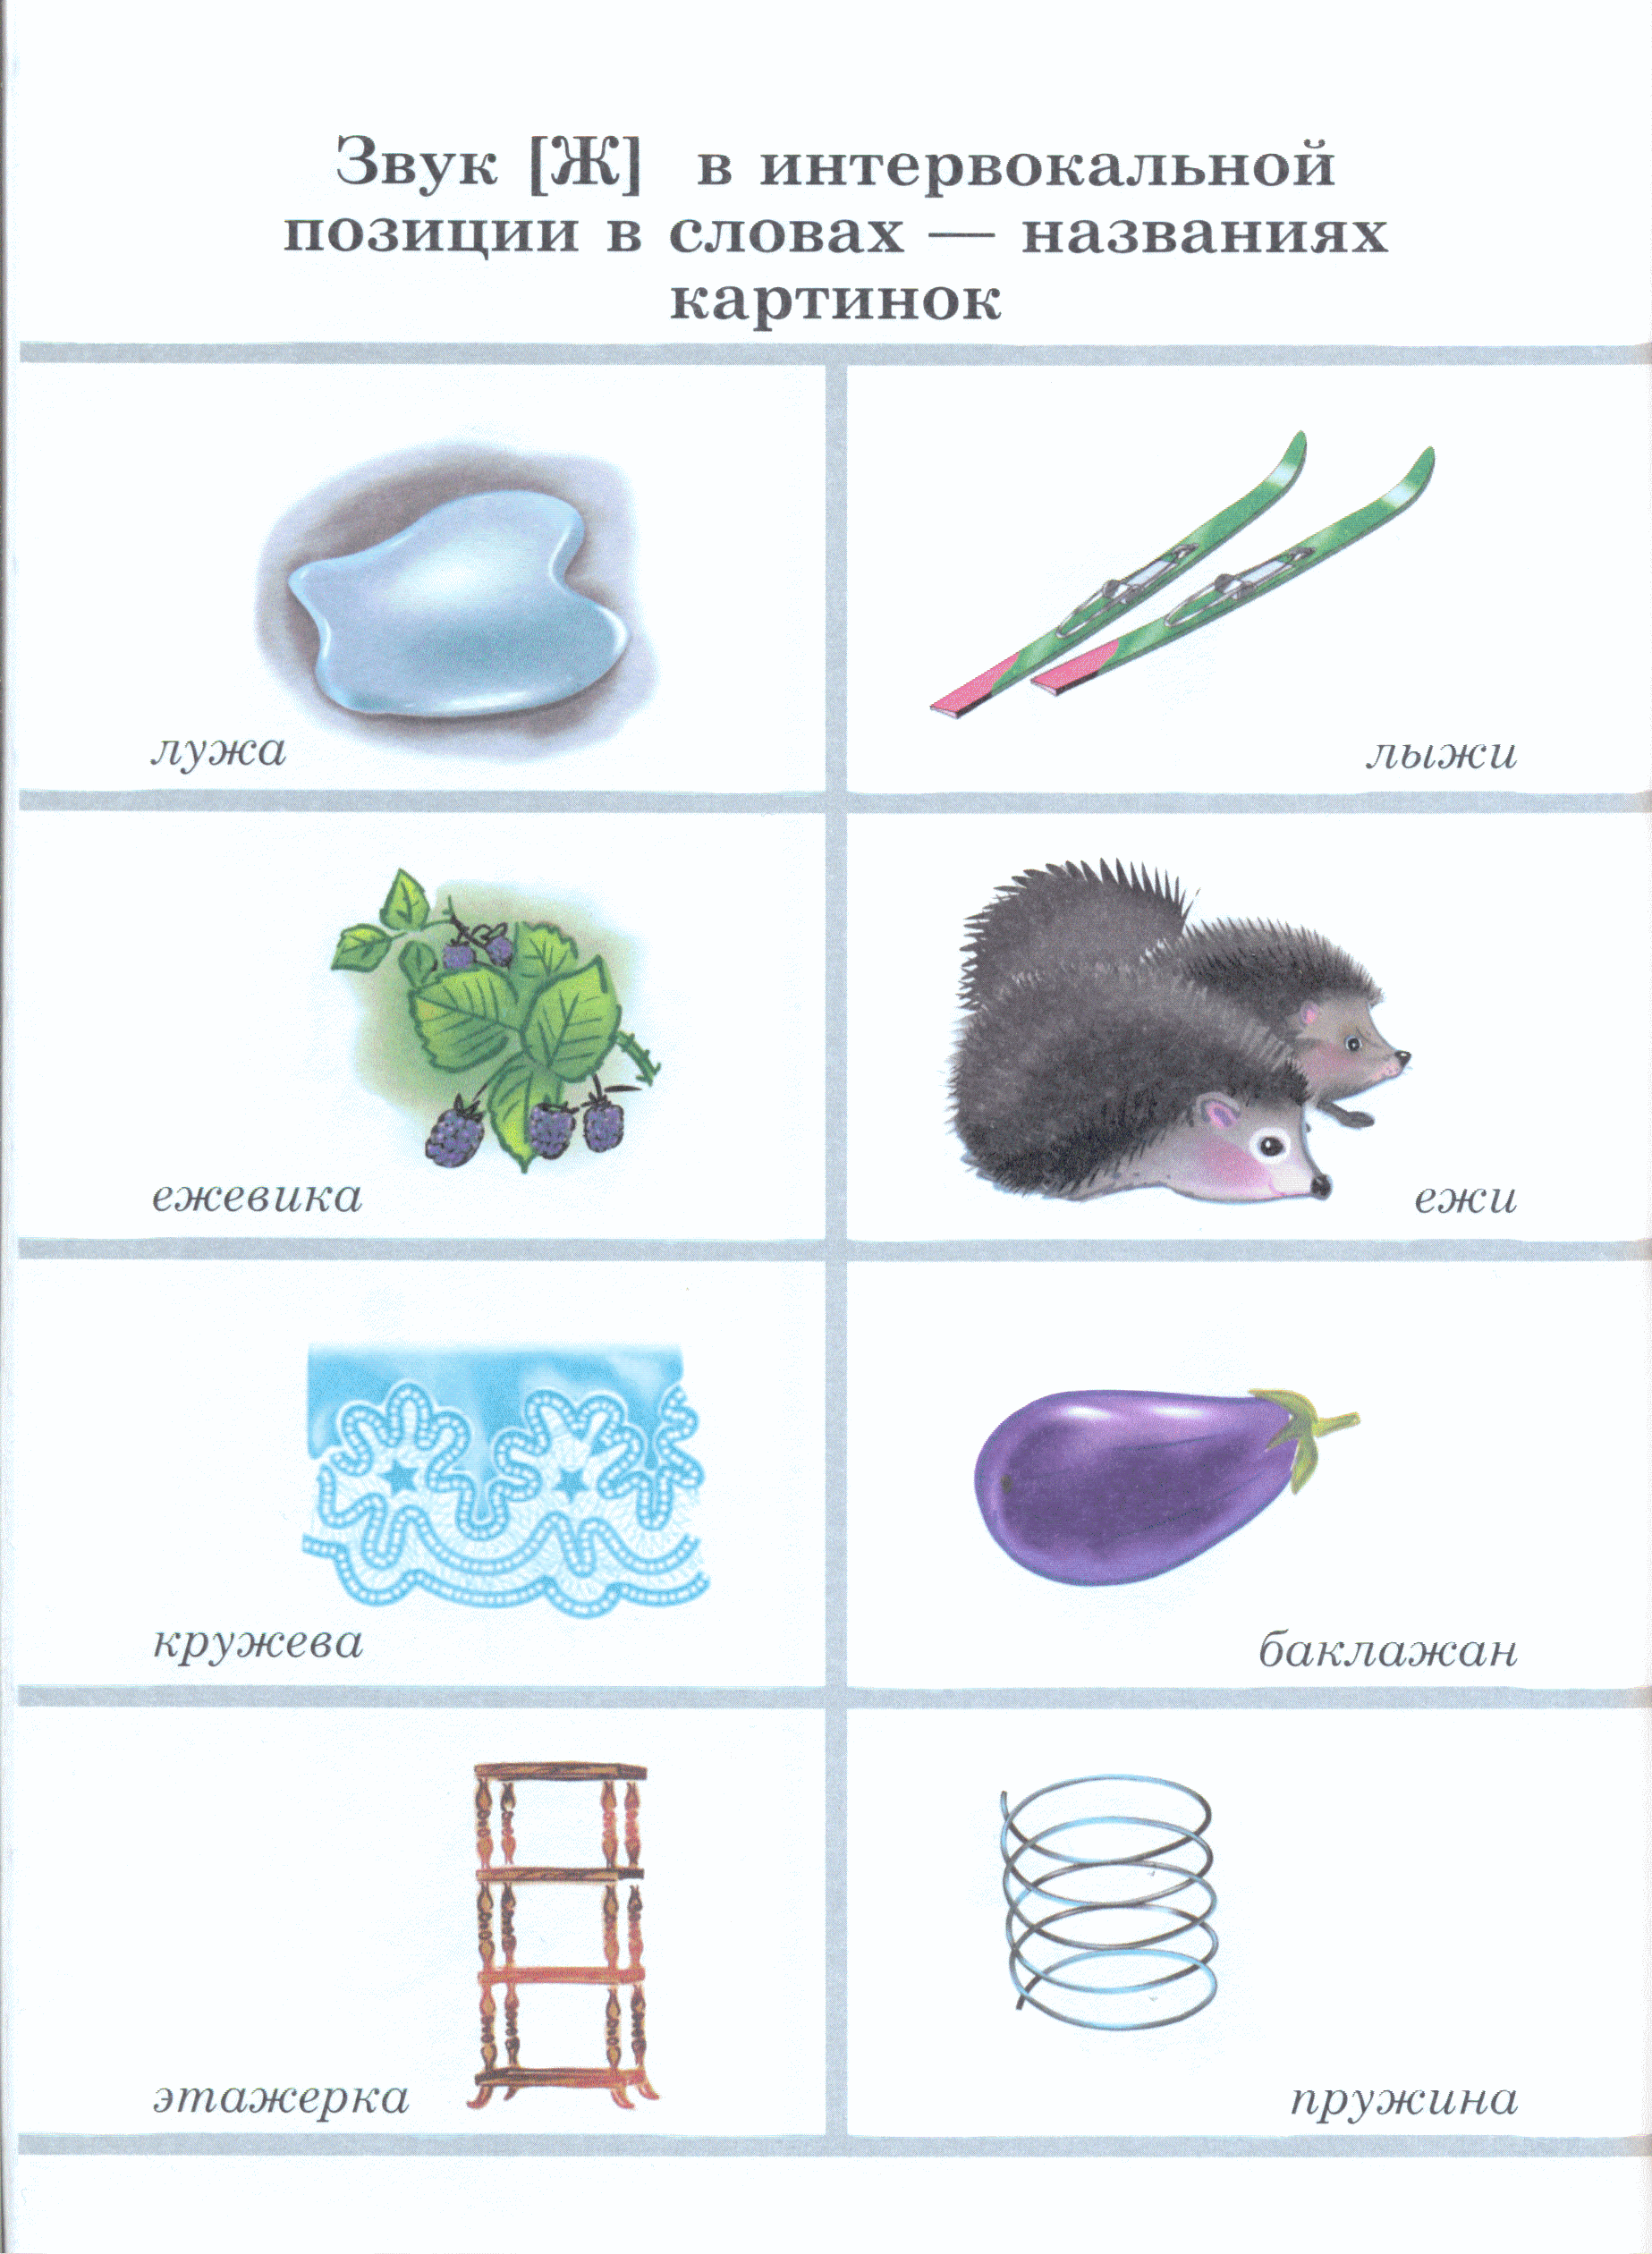 Звук [Ж] в интервокальной
позиции в словах — названиях
картинок
лужа
лыжи
ежевика
ежи
кружева
баклажан
этажерка
пружина